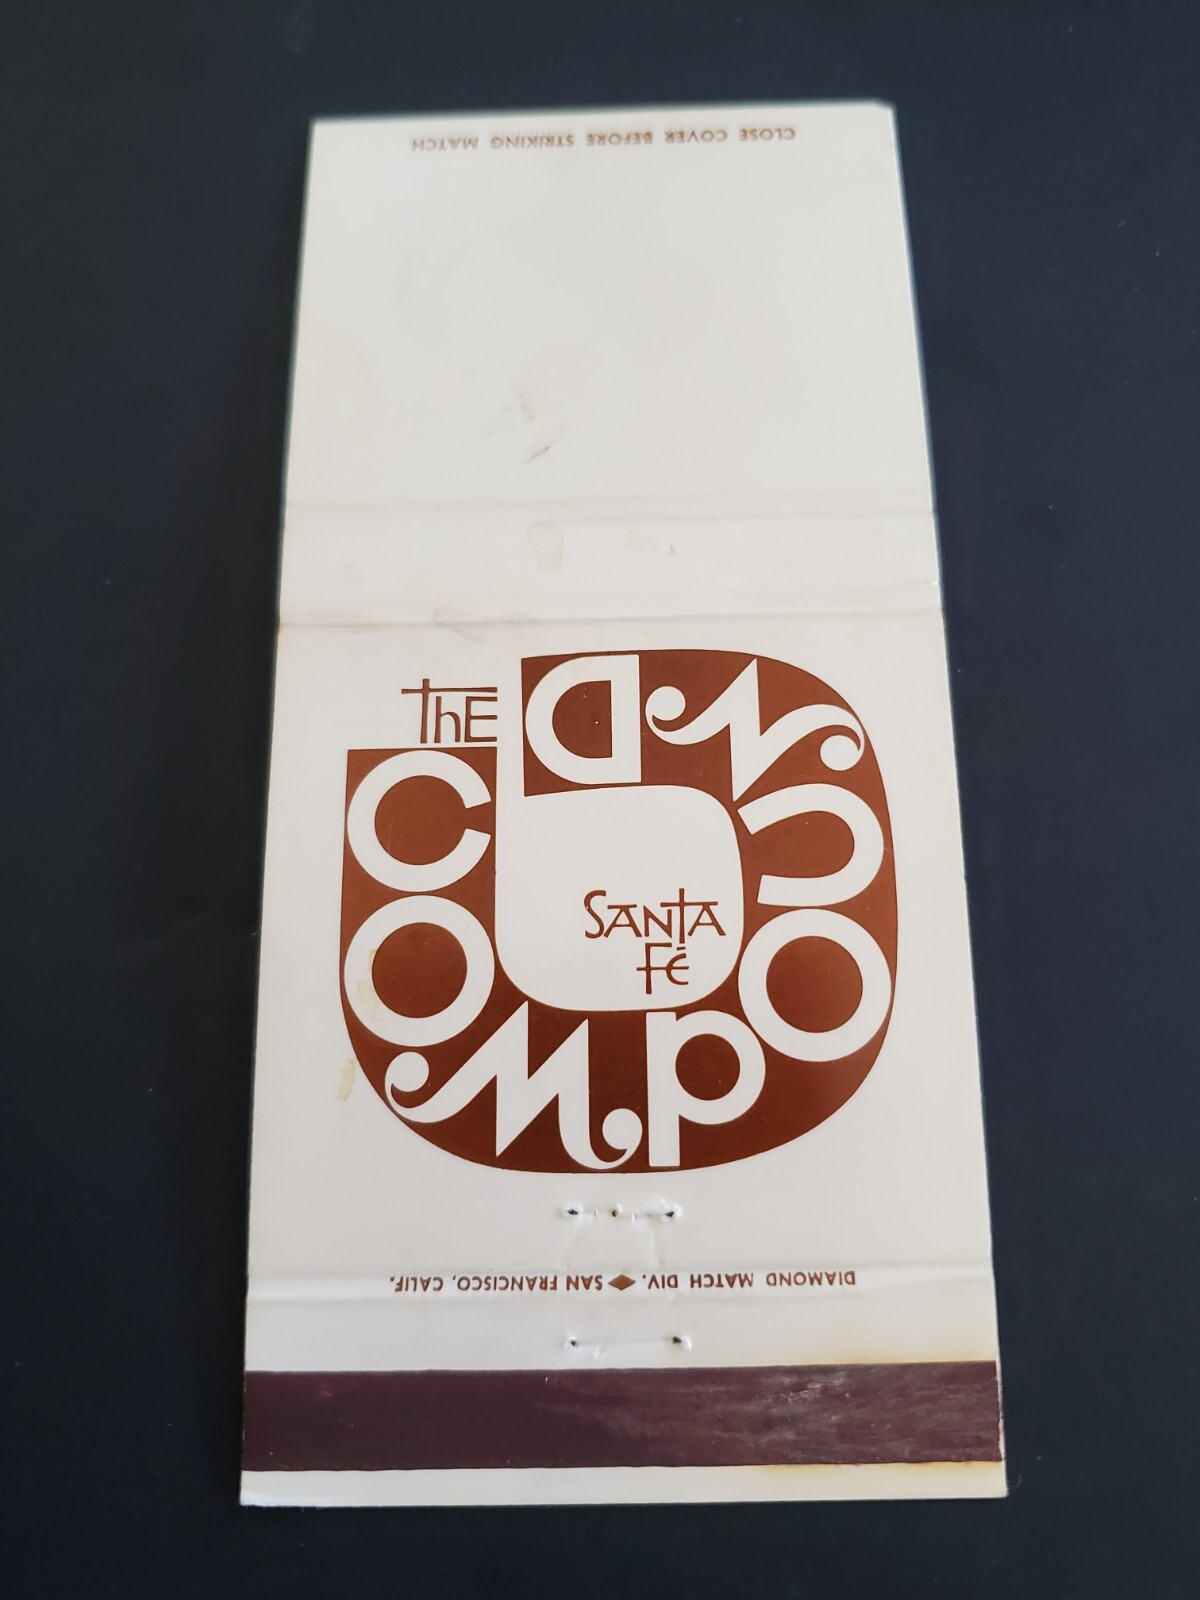 CLOSE COVER BEFORE STRIKING MATCH
THE
COMPOUND
SANTA
FÉ
DIAMOND MATCH DIV. ◆ SAN FRANCISCO, CALIF.